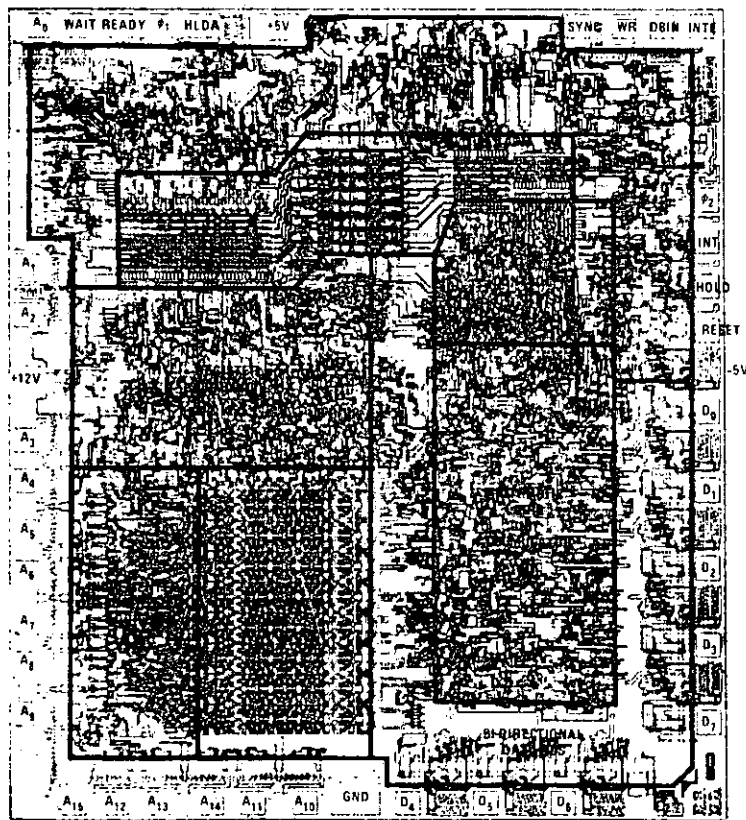 A0 WAIT READY φ1 HLDA +5V SYNC WR DBIN INTE
φ2
INT
A1
HOLD
A2
RESET
-5V
+12V
D0
A3
A4
D1
A5
A6
D2
A7
D3
A8
A9
D7
BI-DIRECTIONAL
DATA BUS
A15 A12 A13 A14 A11 A10 GND D4 D5 D6